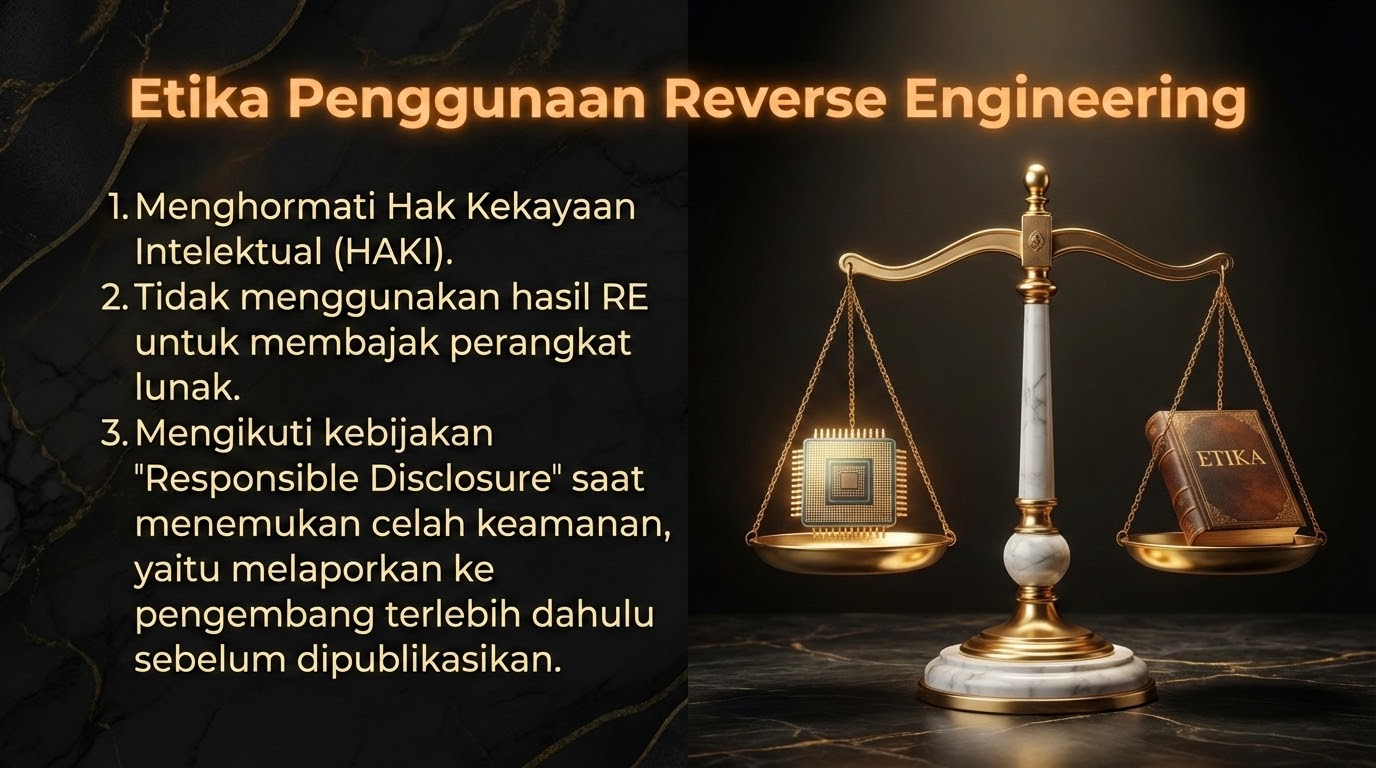 Etika Penggunaan Reverse Engineering
1. Menghormati Hak Kekayaan
Intelektual (HAKI).
2. Tidak menggunakan hasil RE
untuk membajak perangkat
lunak.
3. Mengikuti kebijakan
"Responsible Disclosure" saat
menemukan celah keamanan,
yaitu melaporkan ke
pengembang terlebih dahulu
sebelum dipublikasikan.
ETIKA